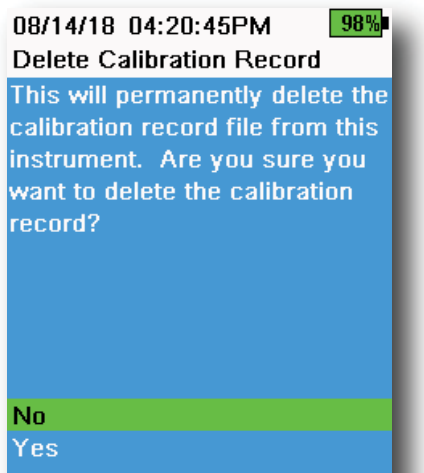 08/14/18 04:20:45PM 98%
Delete Calibration Record
This will permanently delete the
calibration record file from this
instrument. Are you sure you
want to delete the calibration
record?
No
Yes